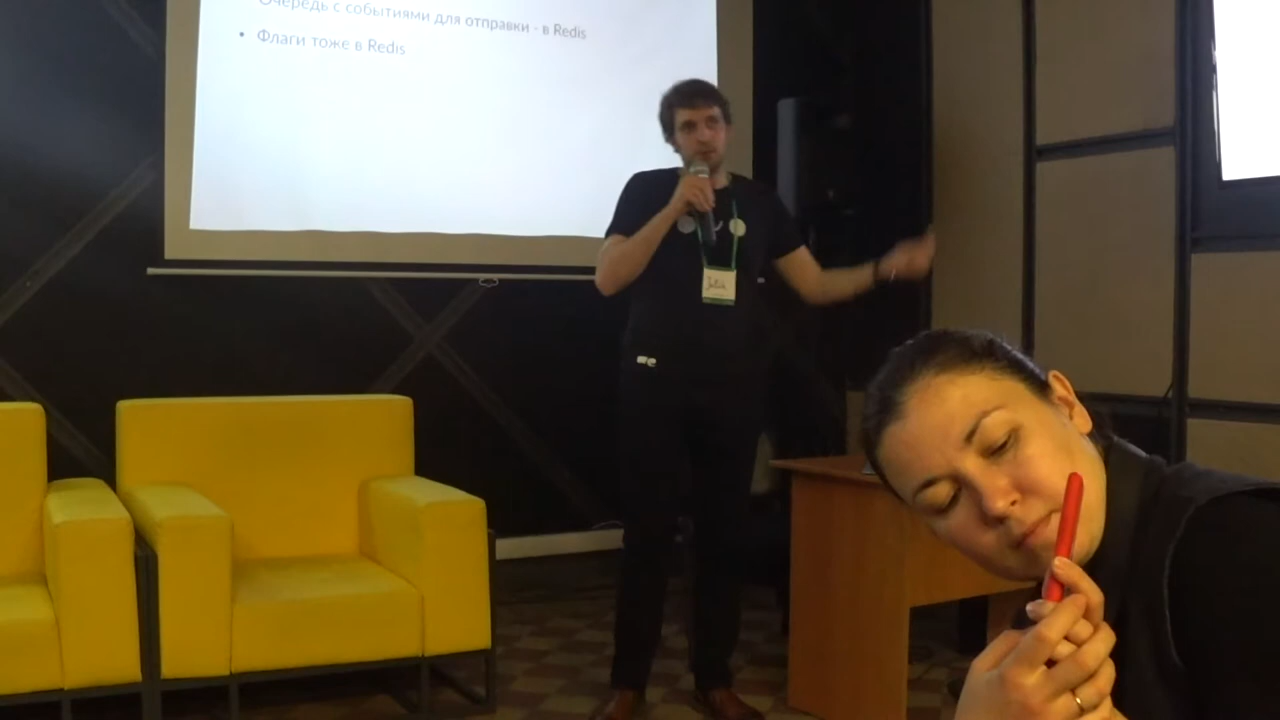 Очередь с событиями для отправки - в Redis
• Флаги тоже в Redis